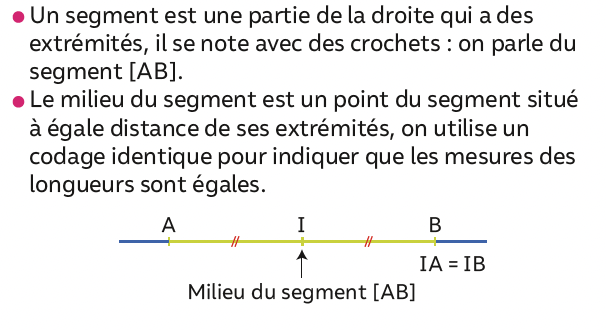 • Un segment est une partie de la droite qui a des
extrémités, il se note avec des crochets : on parle du
segment [AB].
• Le milieu du segment est un point du segment situé
à égale distance de ses extrémités, on utilise un
codage identique pour indiquer que les mesures des
longueurs sont égales.
A I B
IA = IB
Milieu du segment [AB]